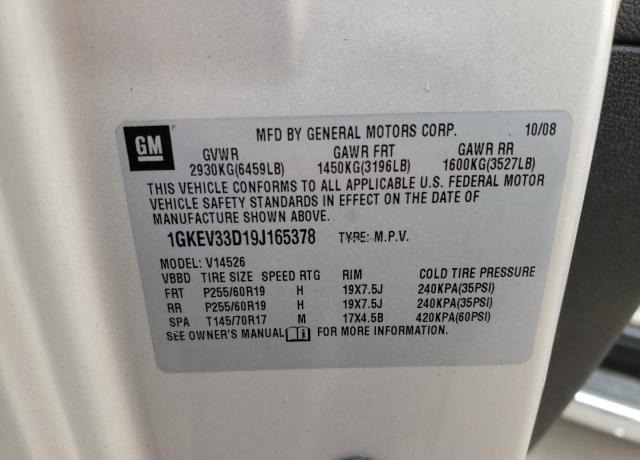 GM
MFD BY GENERAL MOTORS CORP. 10/08
GVWR GAWR FRT GAWR RR
2930KG(6459LB) 1450KG(3196LB) 1600KG(3527LB)
THIS VEHICLE CONFORMS TO ALL APPLICABLE U.S. FEDERAL MOTOR
VEHICLE SAFETY STANDARDS IN EFFECT ON THE DATE OF
MANUFACTURE SHOWN ABOVE.
1GKEV33D19J165378 TYPE: M.P.V.
MODEL: V14526
VBBD TIRE SIZE SPEED RTG RIM COLD TIRE PRESSURE
FRT P255/60R19 H 19X7.5J 240KPA(35PSI)
RR P255/60R19 H 19X7.5J 240KPA(35PSI)
SPA T145/70R17 M 17X4.5B 420KPA(60PSI)
SEE OWNER'S MANUAL FOR MORE INFORMATION.